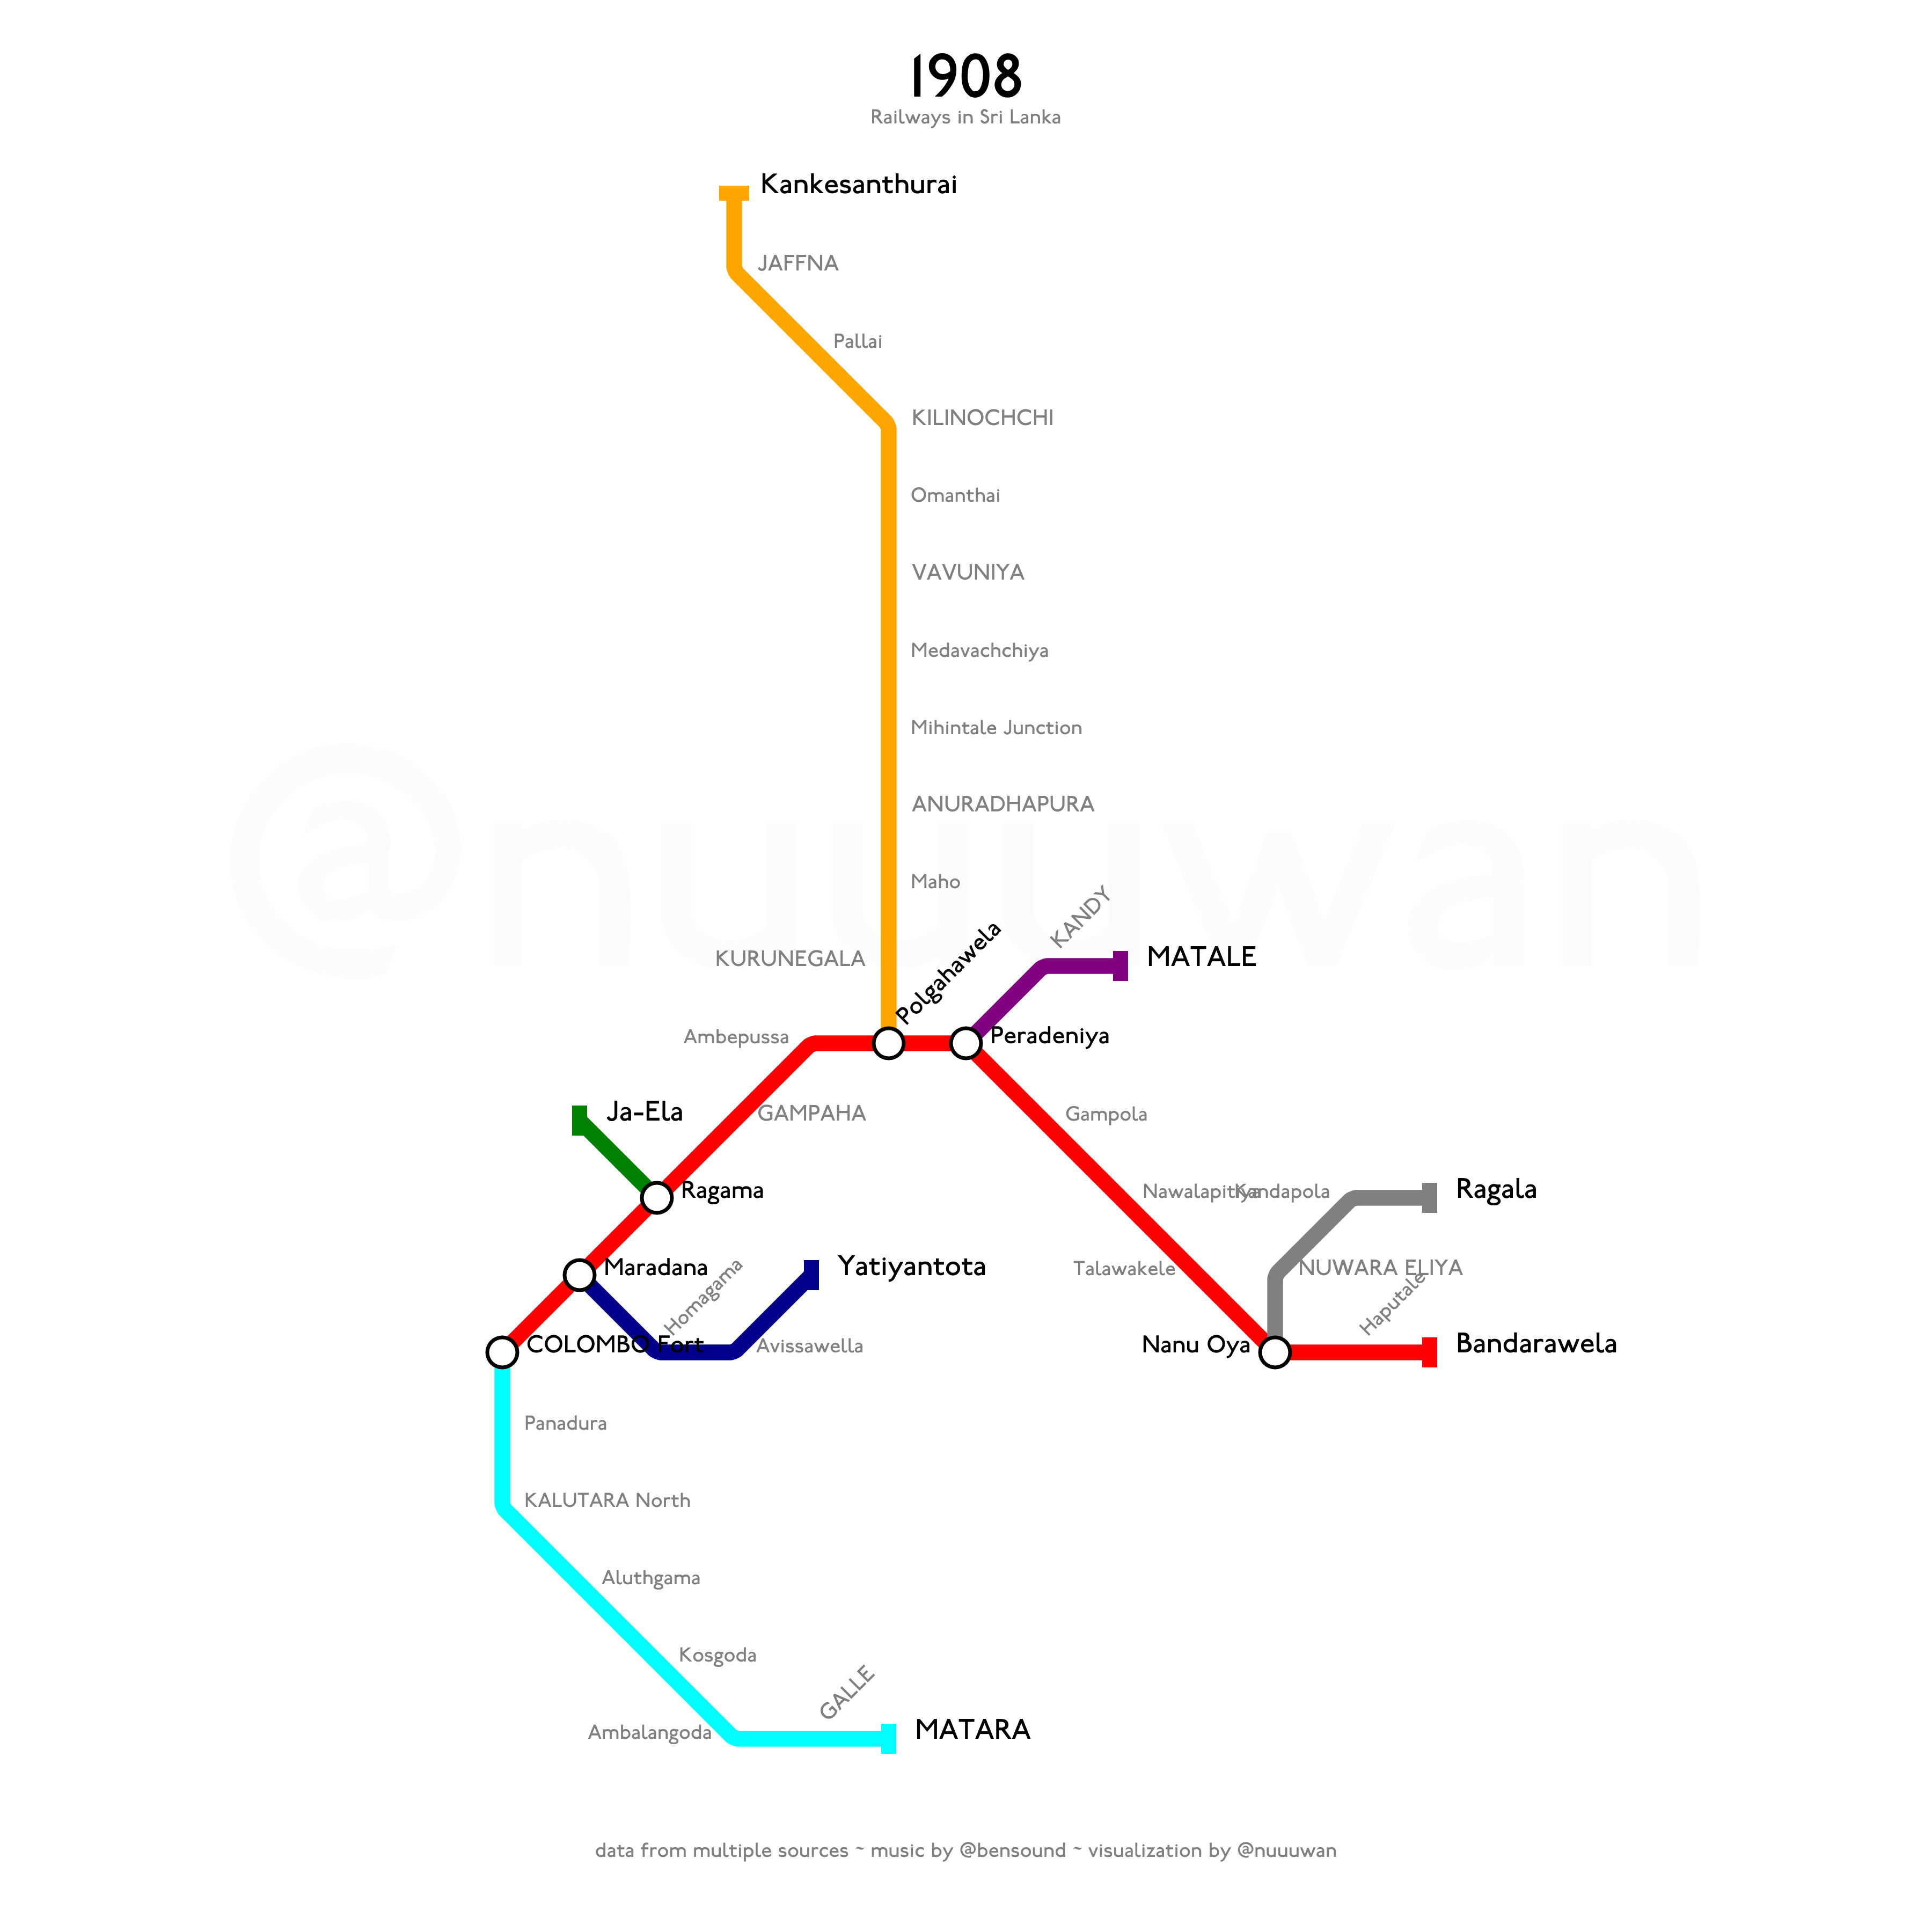 1908
Railways in Sri Lanka
Kankesanthurai
JAFFNA
Pallai
KILINOCHCHI
Omanthai
VAVUNIYA
Medavachchiya
Mihintale Junction
ANURADHAPURA
@nuuuwan
Maho
KANDY
KURUNEGALA
Polgahawela
MATALE
Ambepussa
Peradeniya
Ja-Ela
GAMPAHA
Gampola
Ragama
Nawalapitiya
Kandapola
Ragala
Maradana
Homagama
Yatiyantota
Talawakele
NUWARA ELIYA
Haputale
COLOMBO Fort
Avissawella
Nanu Oya
Bandarawela
Panadura
KALUTARA North
Aluthgama
Kosgoda
GALLE
Ambalangoda
MATARA
data from multiple sources ~ music by @bensound ~ visualization by @nuuuwan